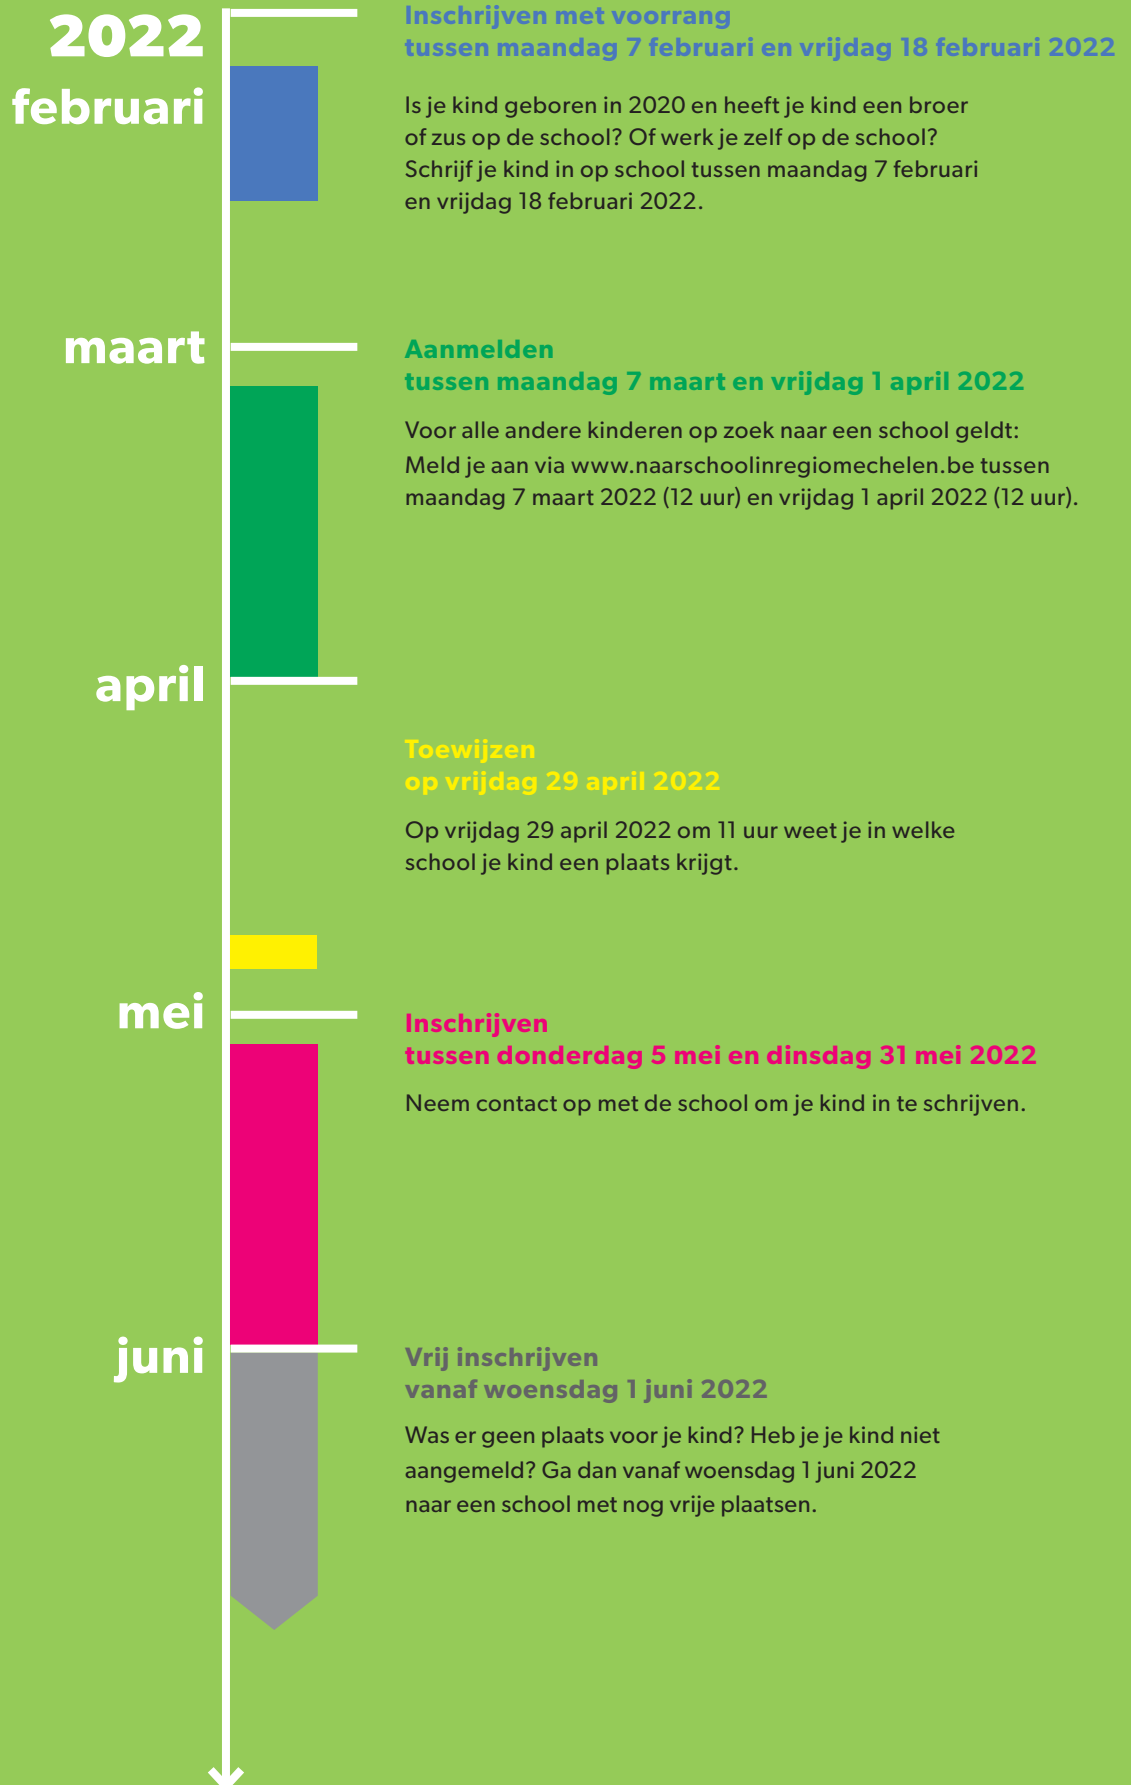 2022
februari
Inschrijven met voorrang
tussen maandag 7 februari en vrijdag 18 februari 2022
Is je kind geboren in 2020 en heeft je kind een broer
of zus op de school? Of werk je zelf op de school?
Schrijf je kind in op school tussen maandag 7 februari
en vrijdag 18 februari 2022.
maart
Aanmelden
tussen maandag 7 maart en vrijdag 1 april 2022
Voor alle andere kinderen op zoek naar een school geldt:
Meld je aan via www.naarschoolinregiomechelen.be tussen
maandag 7 maart 2022 (12 uur) en vrijdag 1 april 2022 (12 uur).
april
Toewijzen
op vrijdag 29 april 2022
Op vrijdag 29 april 2022 om 11 uur weet je in welke
school je kind een plaats krijgt.
mei
Inschrijven
tussen donderdag 5 mei en dinsdag 31 mei 2022
Neem contact op met de school om je kind in te schrijven.
juni
Vrij inschrijven
vanaf woensdag 1 juni 2022
Was er geen plaats voor je kind? Heb je je kind niet
aangemeld? Ga dan vanaf woensdag 1 juni 2022
naar een school met nog vrije plaatsen.